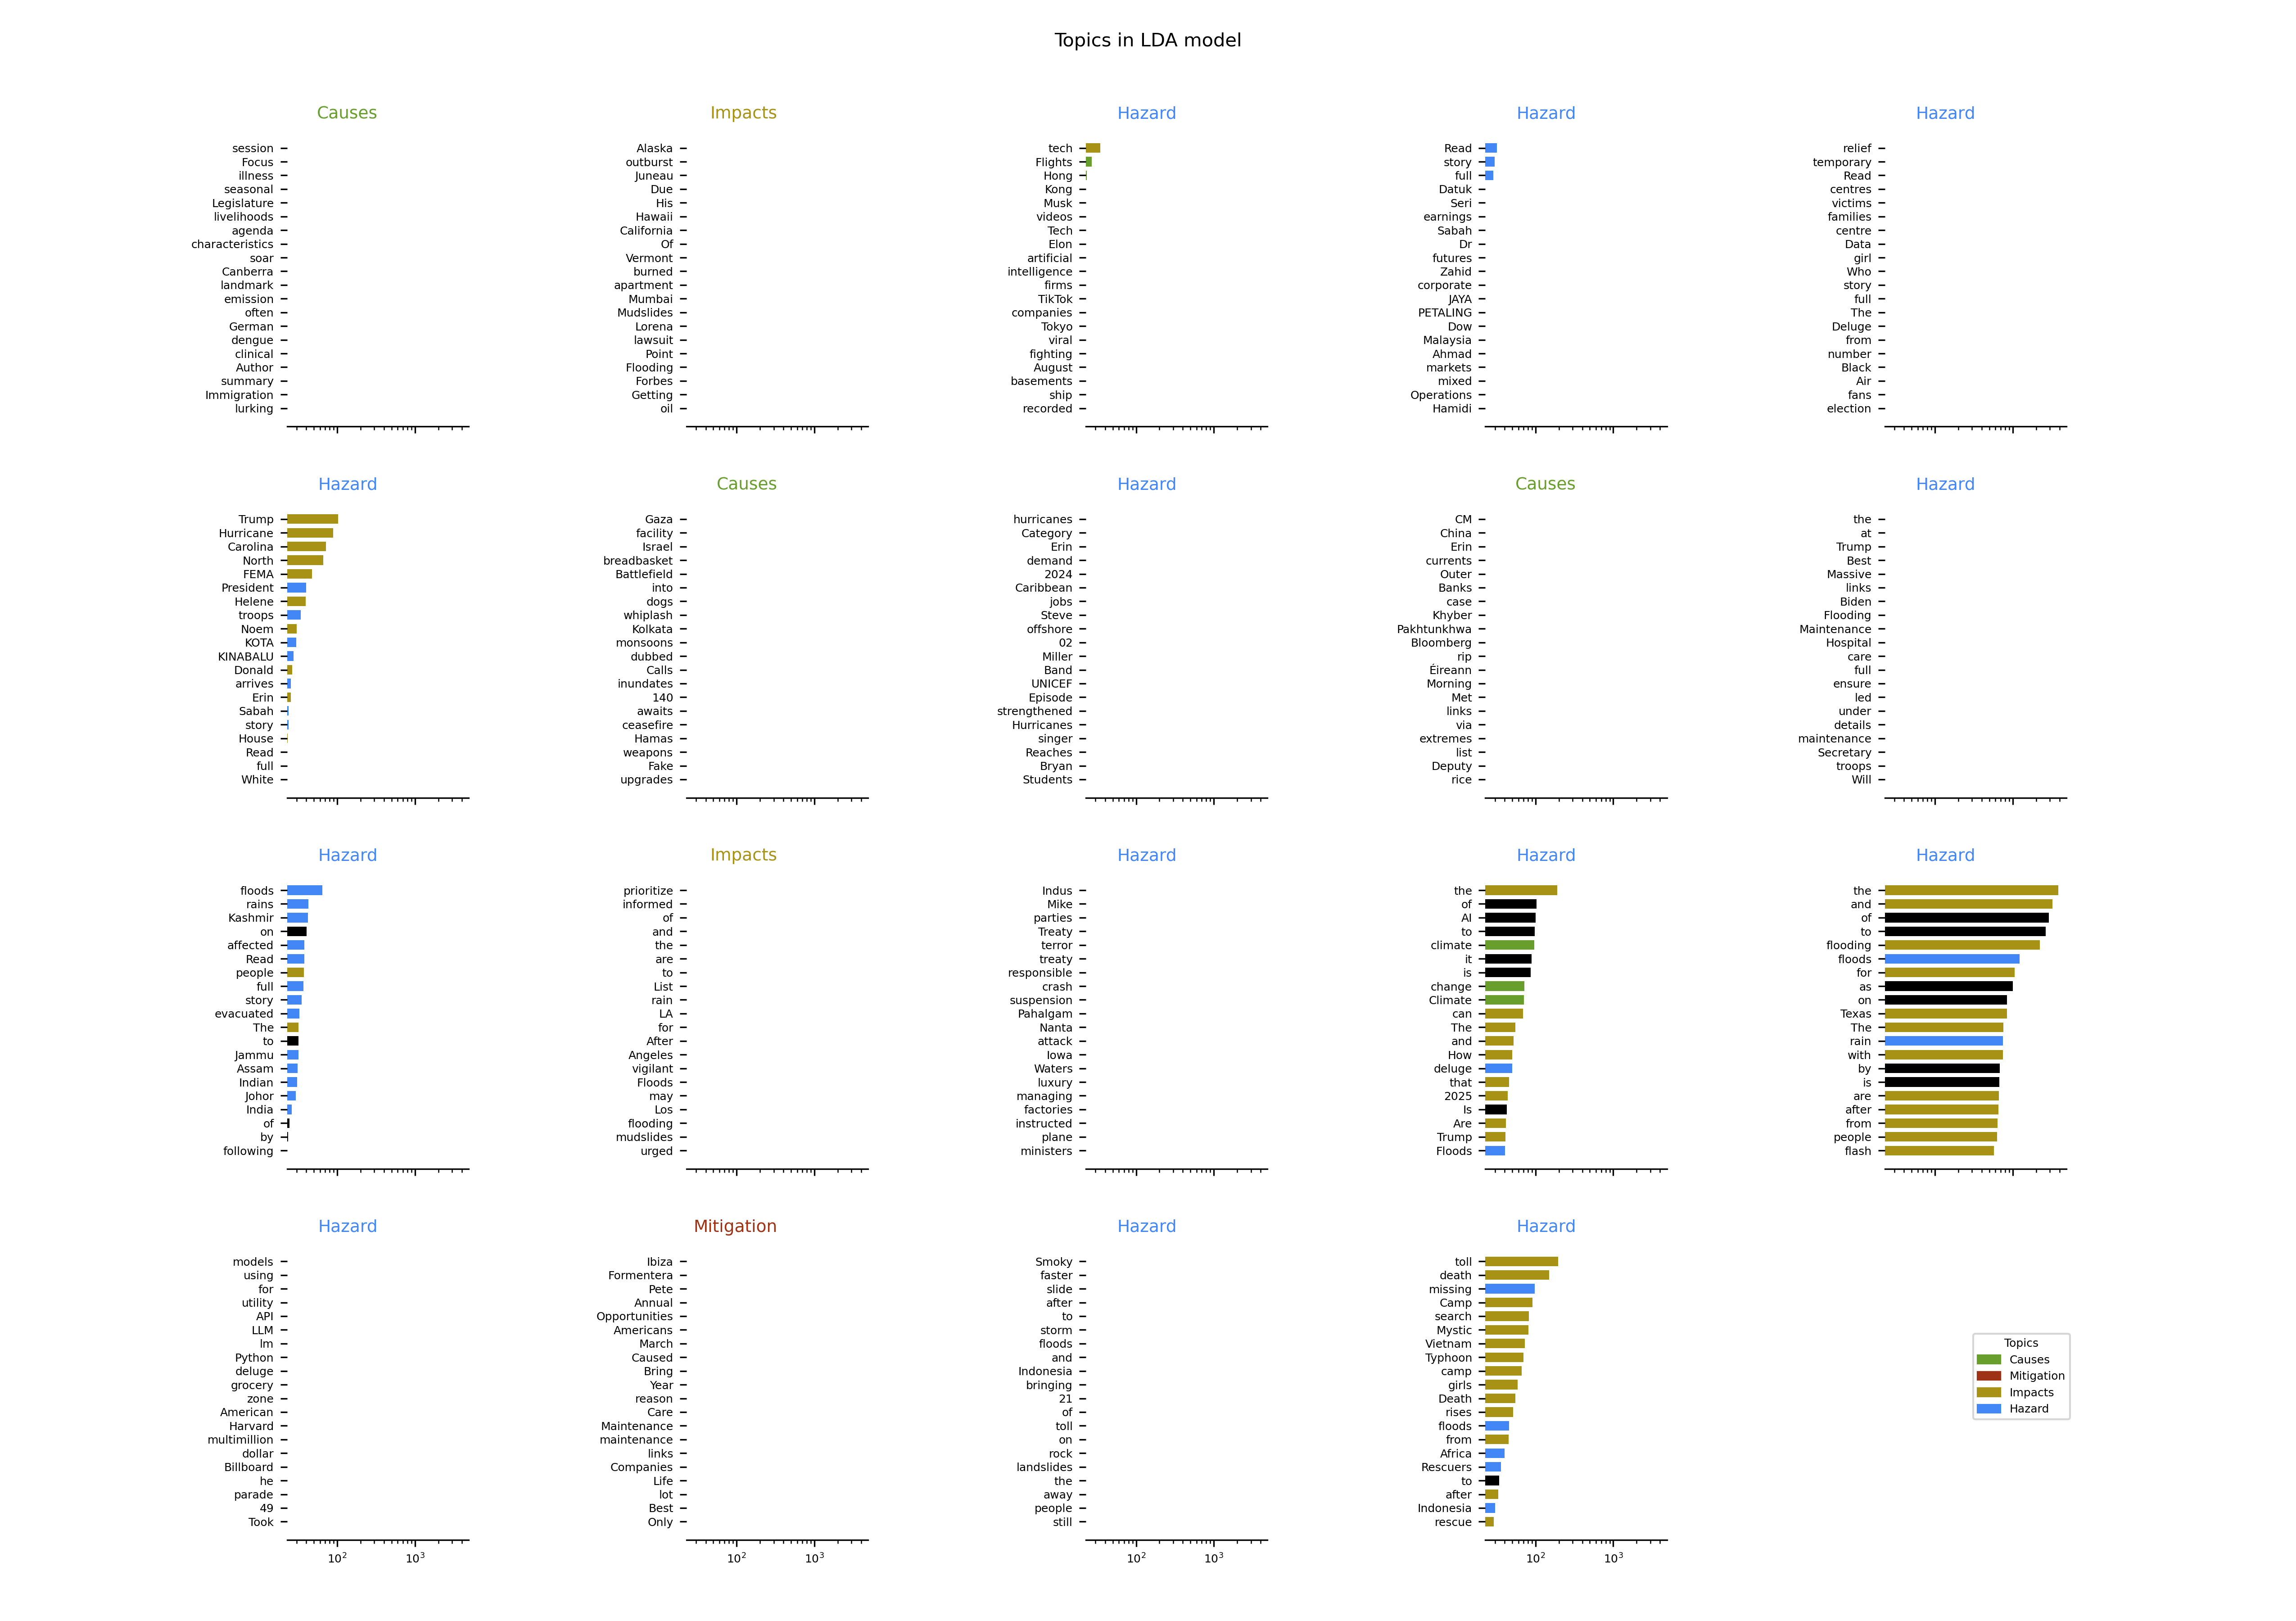 Topics in LDA model
Causes
session
Focus
illness
seasonal
Legislature
livelihoods
agenda
characteristics
soar
Canberra
landmark
emission
often
German
dengue
clinical
Author
summary
Immigration
lurking
Impacts
Alaska
outburst
Juneau
Due
His
Hawaii
California
Of
Vermont
burned
apartment
Mumbai
Mudslides
Lorena
lawsuit
Point
Flooding
Forbes
Getting
oil
Hazard
tech
Flights
Hong
Kong
Musk
videos
Tech
Elon
artificial
intelligence
firms
TikTok
companies
Tokyo
viral
fighting
August
basements
ship
recorded
Hazard
Read
story
full
Datuk
Seri
earnings
Sabah
Dr
futures
Zahid
corporate
JAYA
PETALING
Dow
Malaysia
Ahmad
markets
mixed
Operations
Hamidi
Hazard
relief
temporary
Read
centres
victims
families
centre
Data
girl
Who
story
full
The
Deluge
from
number
Black
Air
fans
election
Hazard
Trump
Hurricane
Carolina
North
FEMA
President
Helene
troops
Noem
KOTA
KINABALU
Donald
arrives
Erin
Sabah
story
House
Read
full
White
Causes
Gaza
facility
Israel
breadbasket
Battlefield
into
dogs
whiplash
Kolkata
monsoons
dubbed
Calls
inundates
140
awaits
ceasefire
Hamas
weapons
Fake
upgrades
Hazard
hurricanes
Category
Erin
demand
2024
Caribbean
jobs
Steve
offshore
02
Miller
Band
UNICEF
Episode
strengthened
Hurricanes
singer
Reaches
Bryan
Students
Causes
CM
China
Erin
currents
Outer
Banks
case
Khyber
Pakhtunkhwa
Bloomberg
rip
Éireann
Morning
Met
links
via
extremes
list
Deputy
rice
Hazard
the
at
Trump
Best
Massive
links
Biden
Flooding
Maintenance
Hospital
care
full
ensure
led
under
details
maintenance
Secretary
troops
Will
Hazard
floods
rains
Kashmir
on
affected
Read
people
full
story
evacuated
The
to
Jammu
Assam
Indian
Johor
India
of
by
following
Impacts
prioritize
informed
of
and
the
are
to
List
rain
LA
for
After
Angeles
vigilant
Floods
may
Los
flooding
mudslides
urged
Hazard
Indus
Mike
parties
Treaty
terror
treaty
responsible
crash
suspension
Pahalgam
Nanta
attack
Iowa
Waters
luxury
managing
factories
instructed
plane
ministers
Hazard
the
of
AI
to
climate
it
is
change
Climate
can
The
and
How
deluge
that
2025
Is
Are
Trump
Floods
Hazard
the
and
of
to
flooding
floods
for
as
on
Texas
The
rain
with
by
is
are
after
from
people
flash
Hazard
models
using
for
utility
API
LLM
lm
Python
deluge
grocery
zone
American
Harvard
multimillion
dollar
Billboard
he
parade
49
Took
10² 10³
Mitigation
Ibiza
Formentera
Pete
Annual
Opportunities
Americans
March
Caused
Bring
Year
reason
Care
Maintenance
maintenance
links
Companies
Life
lot
Best
Only
10² 10³
Hazard
Smoky
faster
slide
after
to
storm
floods
and
Indonesia
bringing
21
of
toll
on
rock
landslides
the
away
people
still
10² 10³
Hazard
toll
death
missing
Camp
search
Mystic
Vietnam
Typhoon
camp
girls
Death
rises
floods
from
Africa
Rescuers
to
after
Indonesia
rescue
10² 10³
Topics
Causes
Mitigation
Impacts
Hazard